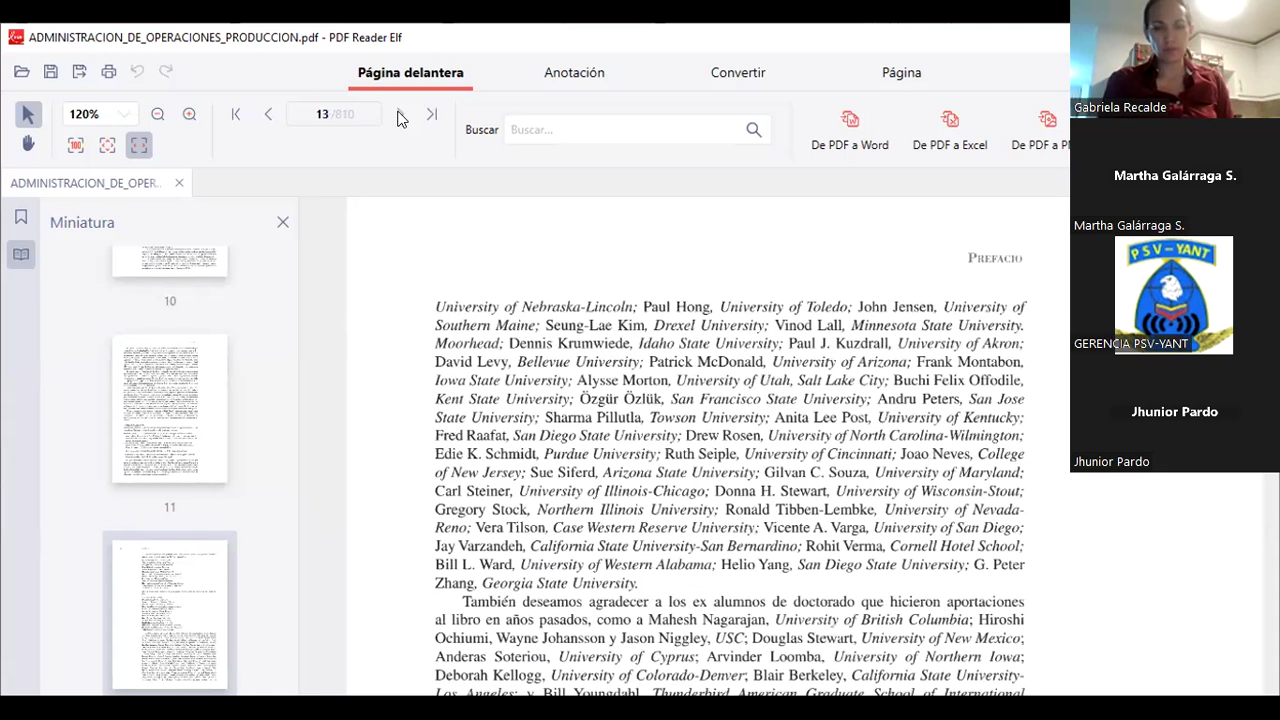 ADMINISTRACION_DE_OPERACIONES_PRODUCCION.pdf - PDF Reader Elf
Página delantera
Anotación
Convertir
Página
120%
13 /810
Buscar
Buscar...
De PDF a Word
De PDF a Excel
ADMINISTRACION_DE_OPER...
Miniatura
10
11
PREFACIO
University of Nebraska-Lincoln; Paul Hong, University of Toledo; John Jensen, University of
Southern Maine; Seung-Lae Kim, Drexel University; Vinod Lall, Minnesota State University.
Moorhead; Dennis Krumwiede, Idaho State University; Paul J. Kuzdrall, University of Akron;
David Levy, Bellevue University; Patrick McDonald, University of Arizona; Frank Montabon,
Iowa State University; Alysse Morton, University of Utah, Salt Lake City; Buchi Felix Offodile,
Kent State University; Özgür Özlük, San Francisco State University; Andru Peters, San Jose
State University; Sharma Pillutla, Towson University; Anita Lee Post, University of Kentucky;
Fred Raafat, San Diego State University; Drew Rosen, University of North Carolina-Wilmington;
Edie K. Schmidt, Purdue University; Ruth Seiple, University of Cincinnati; Joao Neves, College
of New Jersey; Sue Siferd, Arizona State University; Gilvan C. Souza, University of Maryland;
Carl Steiner, University of Illinois-Chicago; Donna H. Stewart, University of Wisconsin-Stout;
Gregory Stock, Northern Illinois University; Ronald Tibben-Lembke, University of Nevada-
Reno; Vera Tilson, Case Western Reserve University; Vicente A. Varga, University of San Diego;
Jay Varzandeh, California State University-San Bernardino; Rohit Verma, Cornell Hotel School;
Bill L. Ward, University of Western Alabama; Helio Yang, San Diego State University; G. Peter
Zhang, Georgia State University.
También deseamos agradecer a los ex alumnos de doctorado que hicieron aportaciones
al libro en años pasados, como a Mahesh Nagarajan, University of British Columbia; Hiroshi
Ochiumi, Wayne Johansson y Jason Niggley, USC; Douglas Stewart, University of New Mexico;
Anderas Soteriou, University of Cyprus; Arvinder Loomba, University of Northern Iowa;
Deborah Kellogg, University of Colorado-Denver; Blair Berkeley, California State University-
Los Angeles; y Bill Youngdahl, Thunderbird American Graduate School of International
Gabriela Recalde
Martha Galárraga S.
Martha Galárraga S.
PSV-YANT
GERENCIA PSV-YANT
Jhunior Pardo
Jhunior Pardo